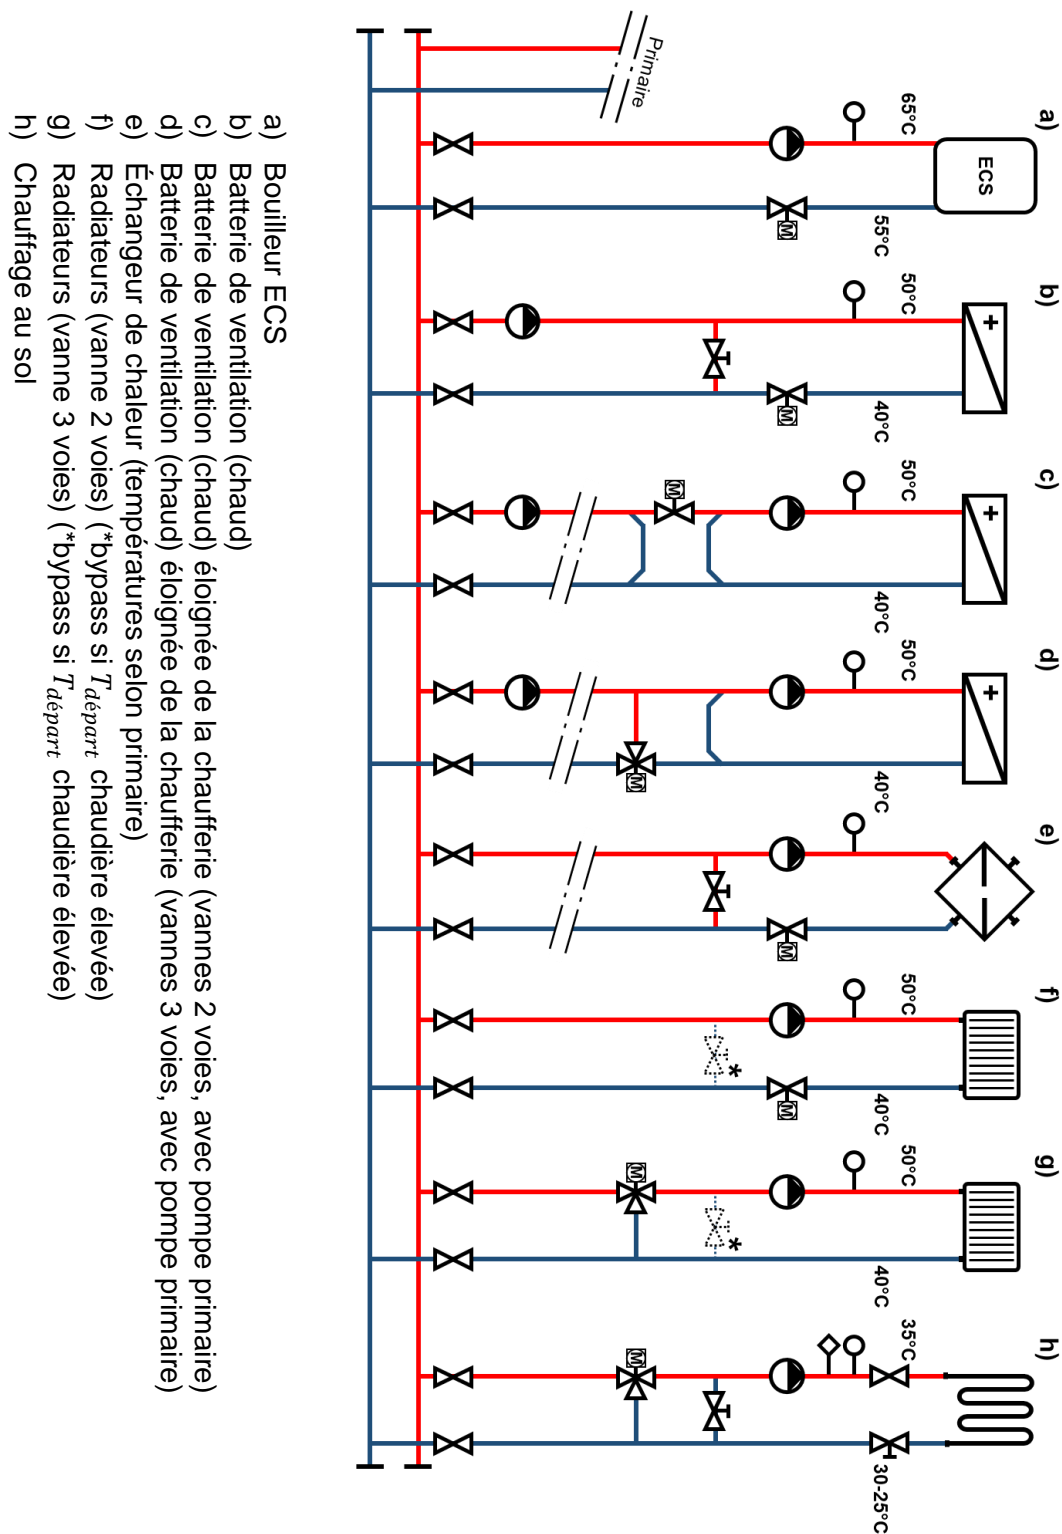 Primaire
a)
b)
c)
d)
e)
f)
g)
h)
ECS
65°C
55°C
50°C
40°C
50°C
40°C
50°C
40°C
50°C
40°C
50°C
40°C
35°C
30-25°C
M
M
M
M
M
M
M
M
*
*
a) Bouilleur ECS
b) Batterie de ventilation (chaud)
c) Batterie de ventilation (chaud) éloignée de la chaufferie (vannes 2 voies, avec pompe primaire)
d) Batterie de ventilation (chaud) éloignée de la chaufferie (vannes 3 voies, avec pompe primaire)
e) Échangeur de chaleur (températures selon primaire)
f) Radiateurs (vanne 2 voies) (*bypass si T départ chaudière élevée)
g) Radiateurs (vanne 3 voies) (*bypass si T départ chaudière élevée)
h) Chauffage au sol